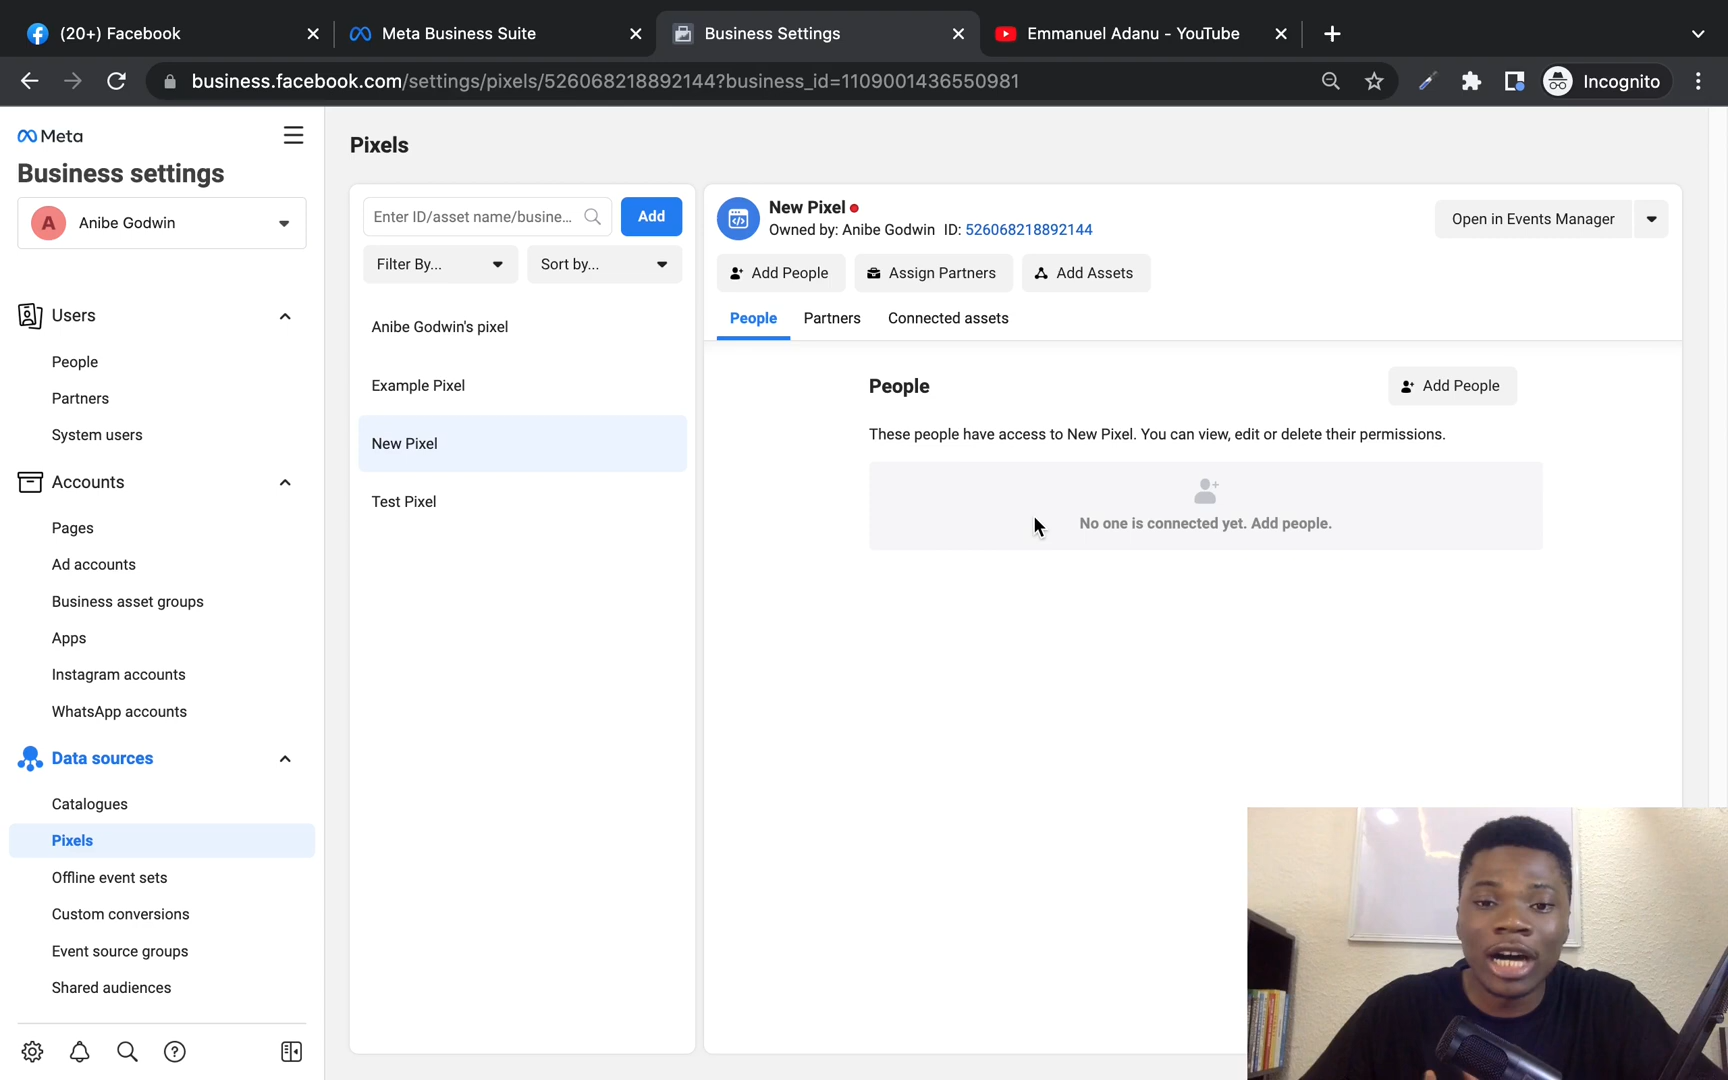 (20+) Facebook
Meta Business Suite
Business Settings
Emmanuel Adanu - YouTube
business.facebook.com/settings/pixels/526068218892144?business_id=1109001436550981
Incognito
Meta
Business settings
A
Anibe Godwin
Users
People
Partners
System users
Accounts
Pages
Ad accounts
Business asset groups
Apps
Instagram accounts
WhatsApp accounts
Data sources
Catalogues
Pixels
Offline event sets
Custom conversions
Event source groups
Shared audiences
Pixels
Enter ID/asset name/busine...
Add
Filter By...
Sort by...
Anibe Godwin's pixel
Example Pixel
New Pixel
Test Pixel
New Pixel
Owned by: Anibe Godwin ID: 526068218892144
Open in Events Manager
Add People
Assign Partners
Add Assets
People
Partners
Connected assets
People
Add People
These people have access to New Pixel. You can view, edit or delete their permissions.
No one is connected yet. Add people.